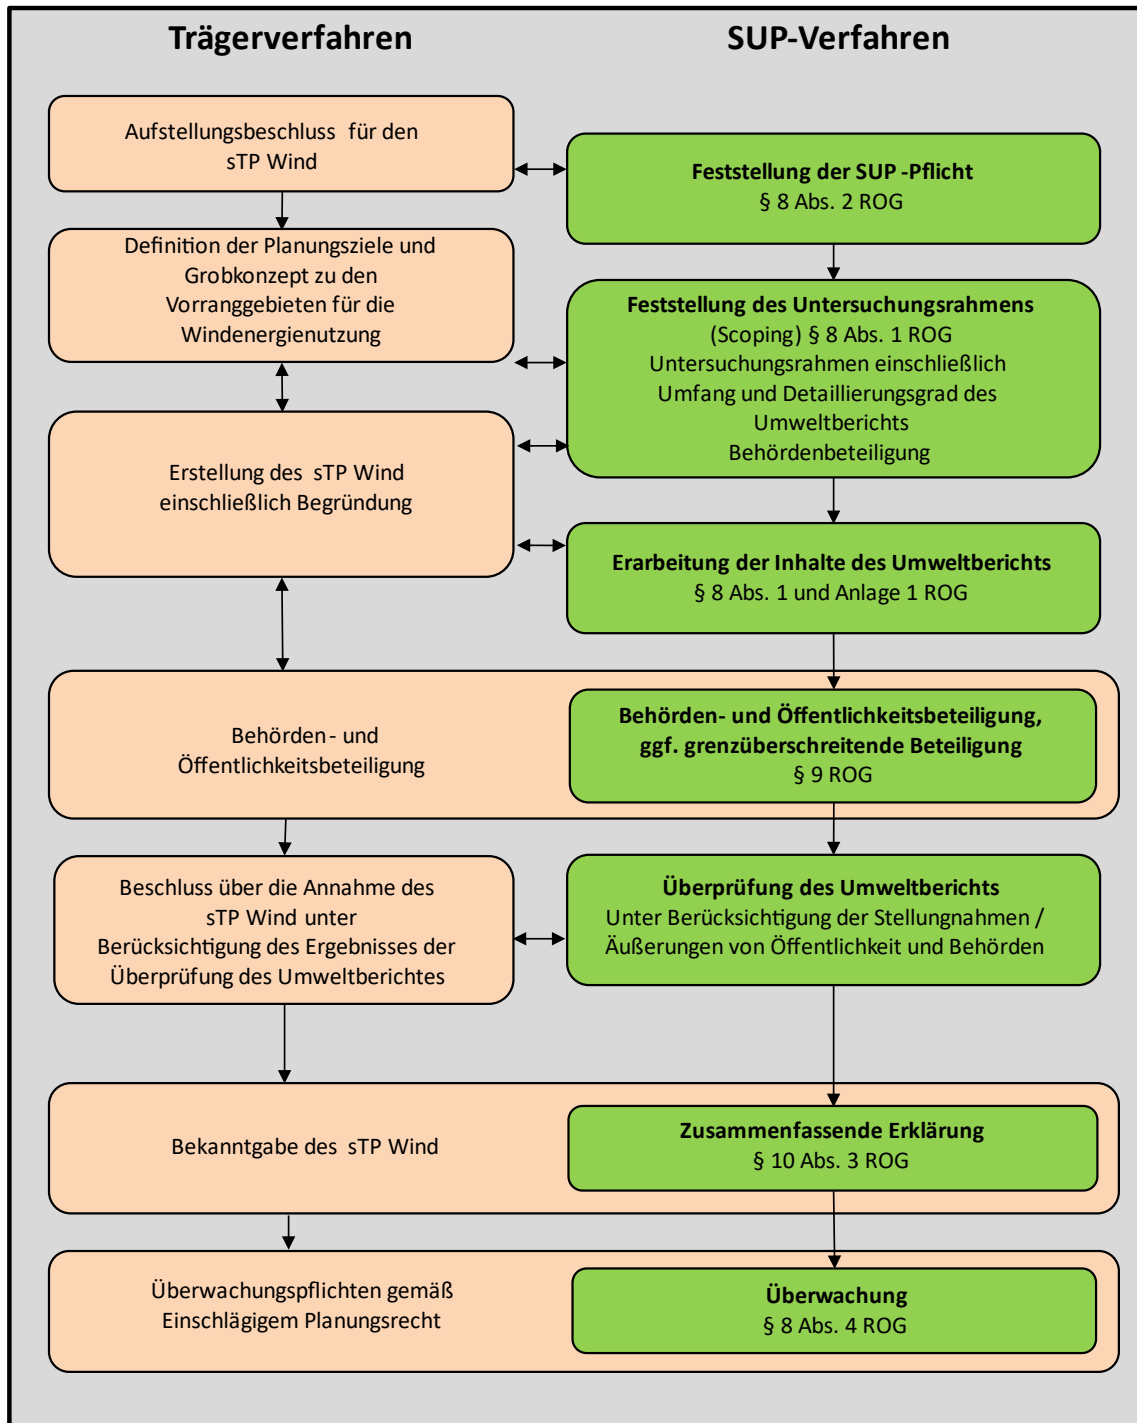 Trägerverfahren
SUP-Verfahren
Aufstellungsbeschluss für den
sTP Wind
Feststellung der SUP -Pflicht
§ 8 Abs. 2 ROG
Definition der Planungsziele und
Grobkonzept zu den
Vorranggebieten für die
Windenergienutzung
Feststellung des Untersuchungsrahmens
(Scoping) § 8 Abs. 1 ROG
Untersuchungsrahmen einschließlich
Umfang und Detaillierungsgrad des
Umweltberichts
Behördenbeteiligung
Erstellung des sTP Wind
einschließlich Begründung
Erarbeitung der Inhalte des Umweltberichts
§ 8 Abs. 1 und Anlage 1 ROG
Behörden- und
Öffentlichkeitsbeteiligung
Behörden- und Öffentlichkeitsbeteiligung,
ggf. grenzüberschreitende Beteiligung
§ 9 ROG
Beschluss über die Annahme des
sTP Wind unter
Berücksichtigung des Ergebnisses der
Überprüfung des Umweltberichtes
Überprüfung des Umweltberichts
Unter Berücksichtigung der Stellungnahmen /
Äußerungen von Öffentlichkeit und Behörden
Bekanntgabe des sTP Wind
Zusammenfassende Erklärung
§ 10 Abs. 3 ROG
Überwachungspflichten gemäß
Einschlägigem Planungsrecht
Überwachung
§ 8 Abs. 4 ROG